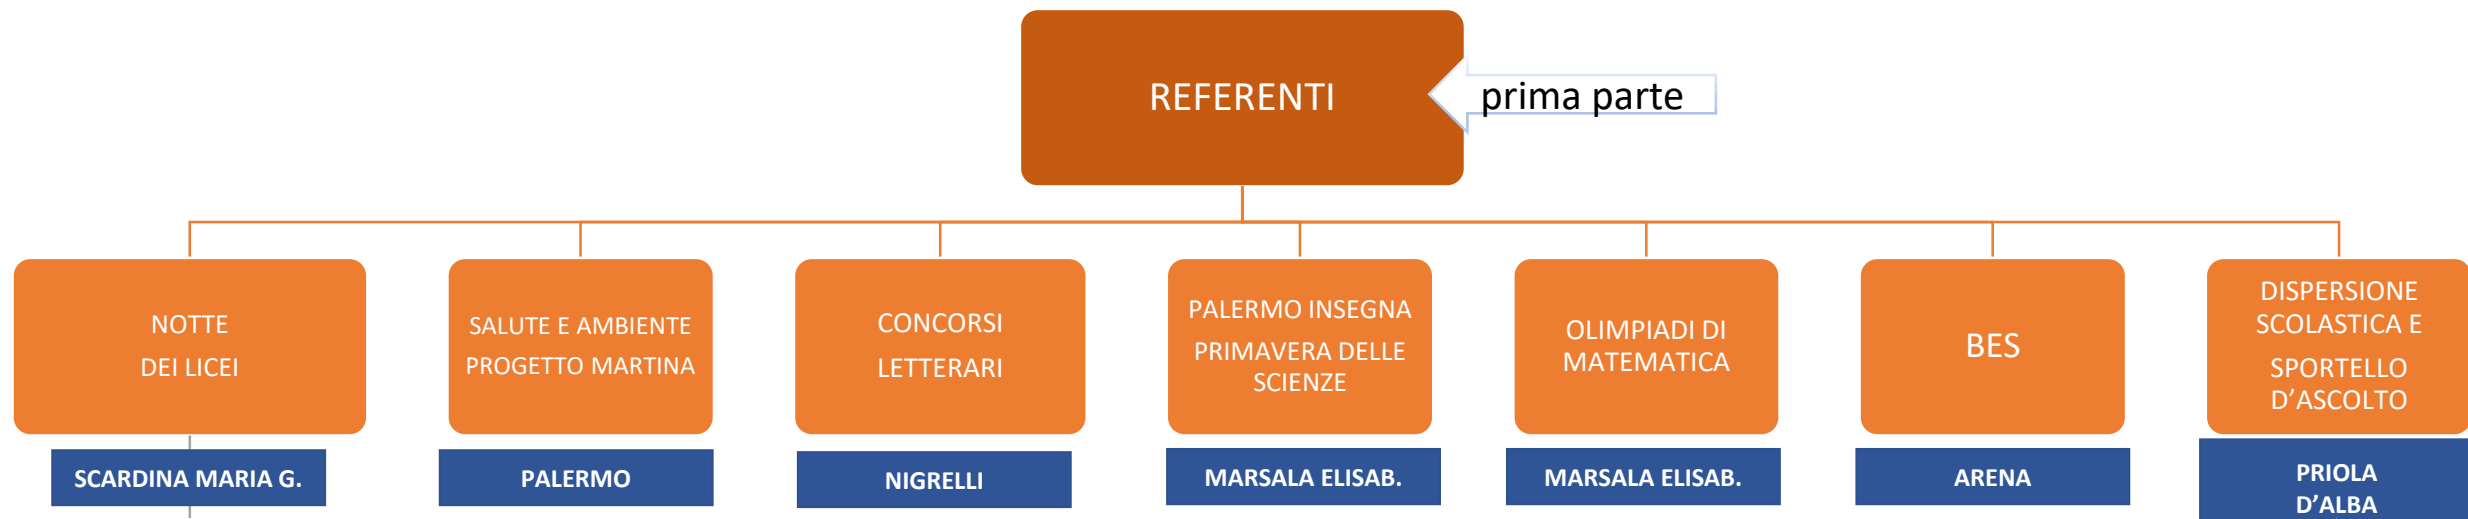 REFERENTI
prima parte
NOTTE
DEI LICEI
SALUTE E AMBIENTE
PROGETTO MARTINA
CONCORSI
LETTERARI
PALERMO INSEGNA
PRIMAVERA DELLE
SCIENZE
OLIMPIADI DI
MATEMATICA
BES
DISPERSIONE
SCOLASTICA E
SPORTELLO
D’ASCOLTO
SCARDINA MARIA G.
PALERMO
NIGRELLI
MARSALA ELISAB.
MARSALA ELISAB.
ARENA
PRIOLA
D’ALBA